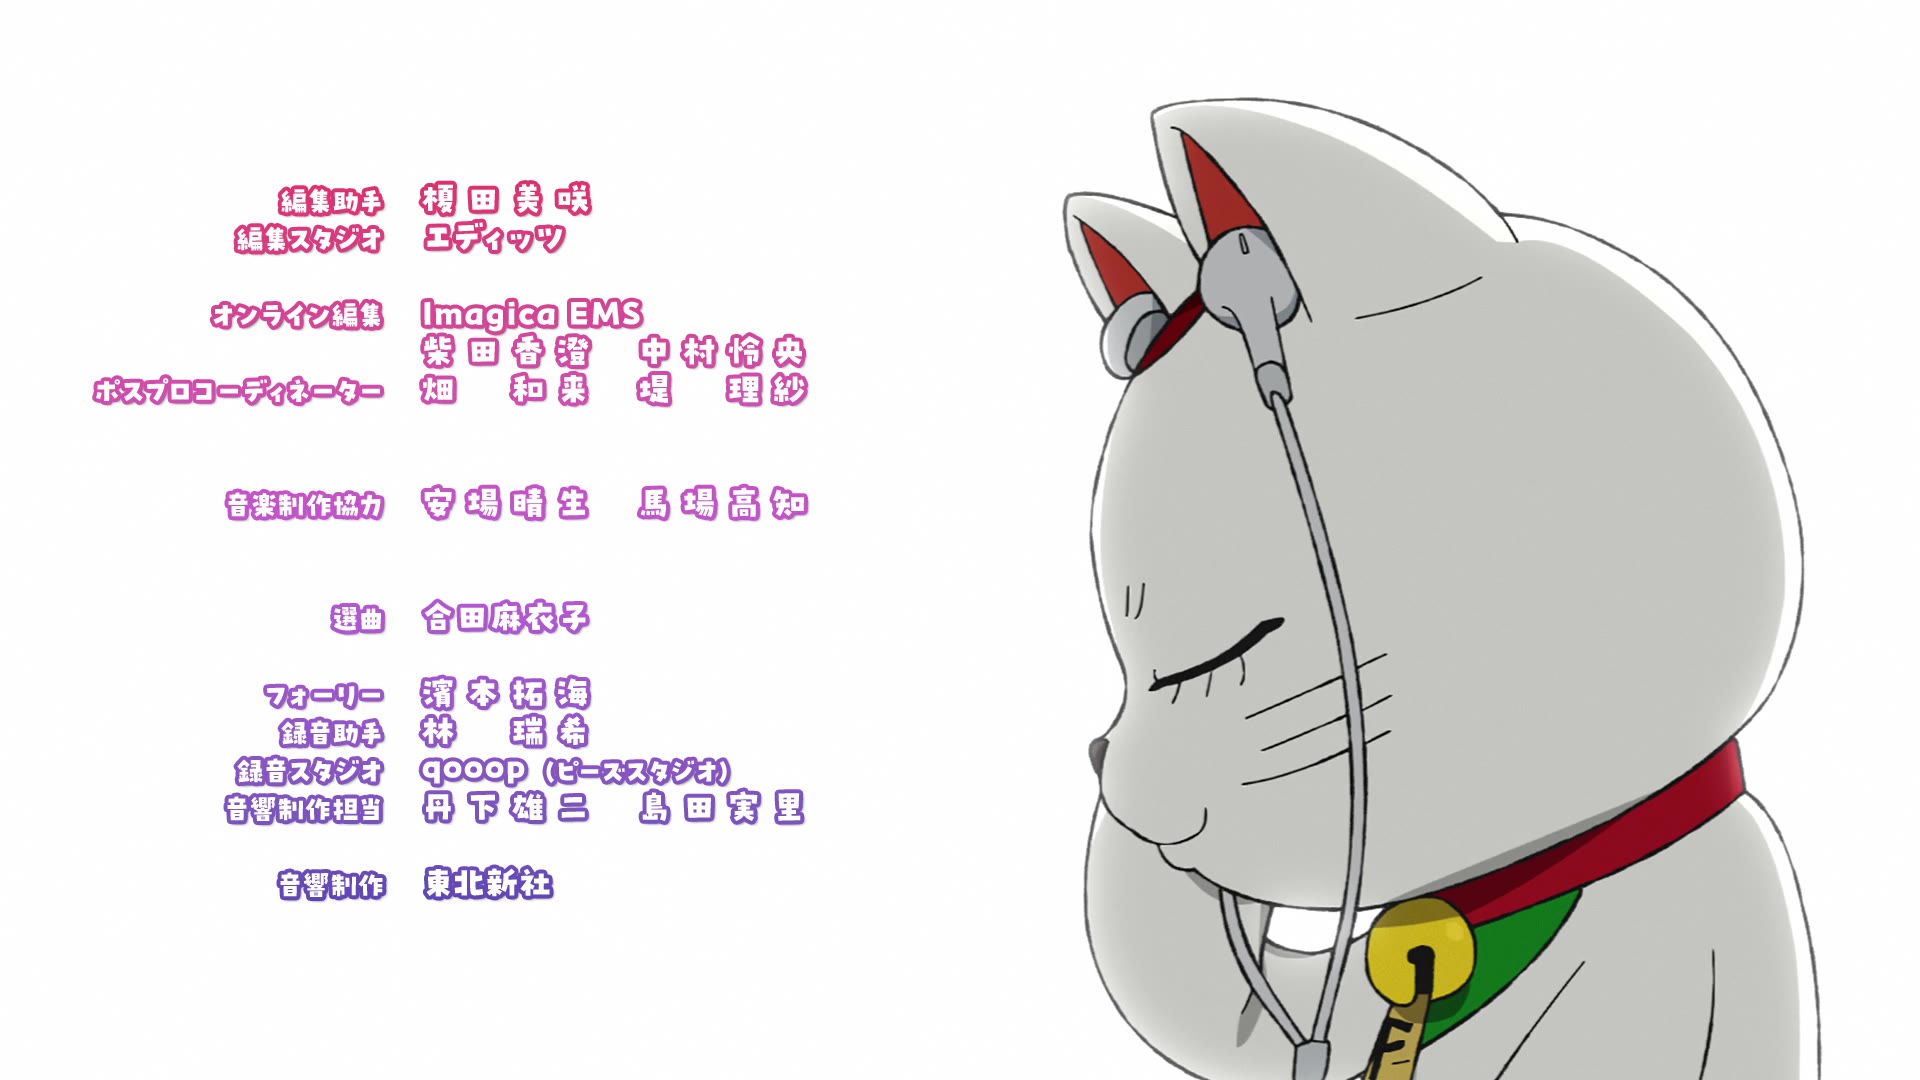 編集助手 榎田美咲
編集スタジオ エディッツ
オンライン編集 Imagica EMS
柴田香澄 中村怜央
ポスプロコーディネーター 畑 和来 堤 理紗
音楽制作協力 安場晴生 馬場高知
選曲 合田麻衣子
フォーリー 濱本拓海
録音助手 林 瑞希
録音スタジオ qooop（ピーズスタジオ）
音響制作担当 丹下雄二 島田実里
音響制作 東北新社